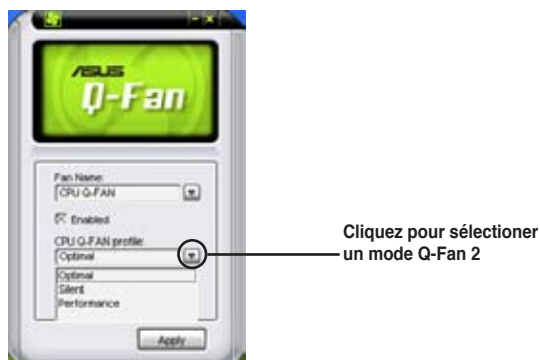 ASUS
Q-Fan
Fan Name:
CPU Q-FAN
Enabled
CPU Q-FAN profile:
Optimal
Optimal
Silent
Performance
Apply
Cliquez pour sélectioner
un mode Q-Fan 2